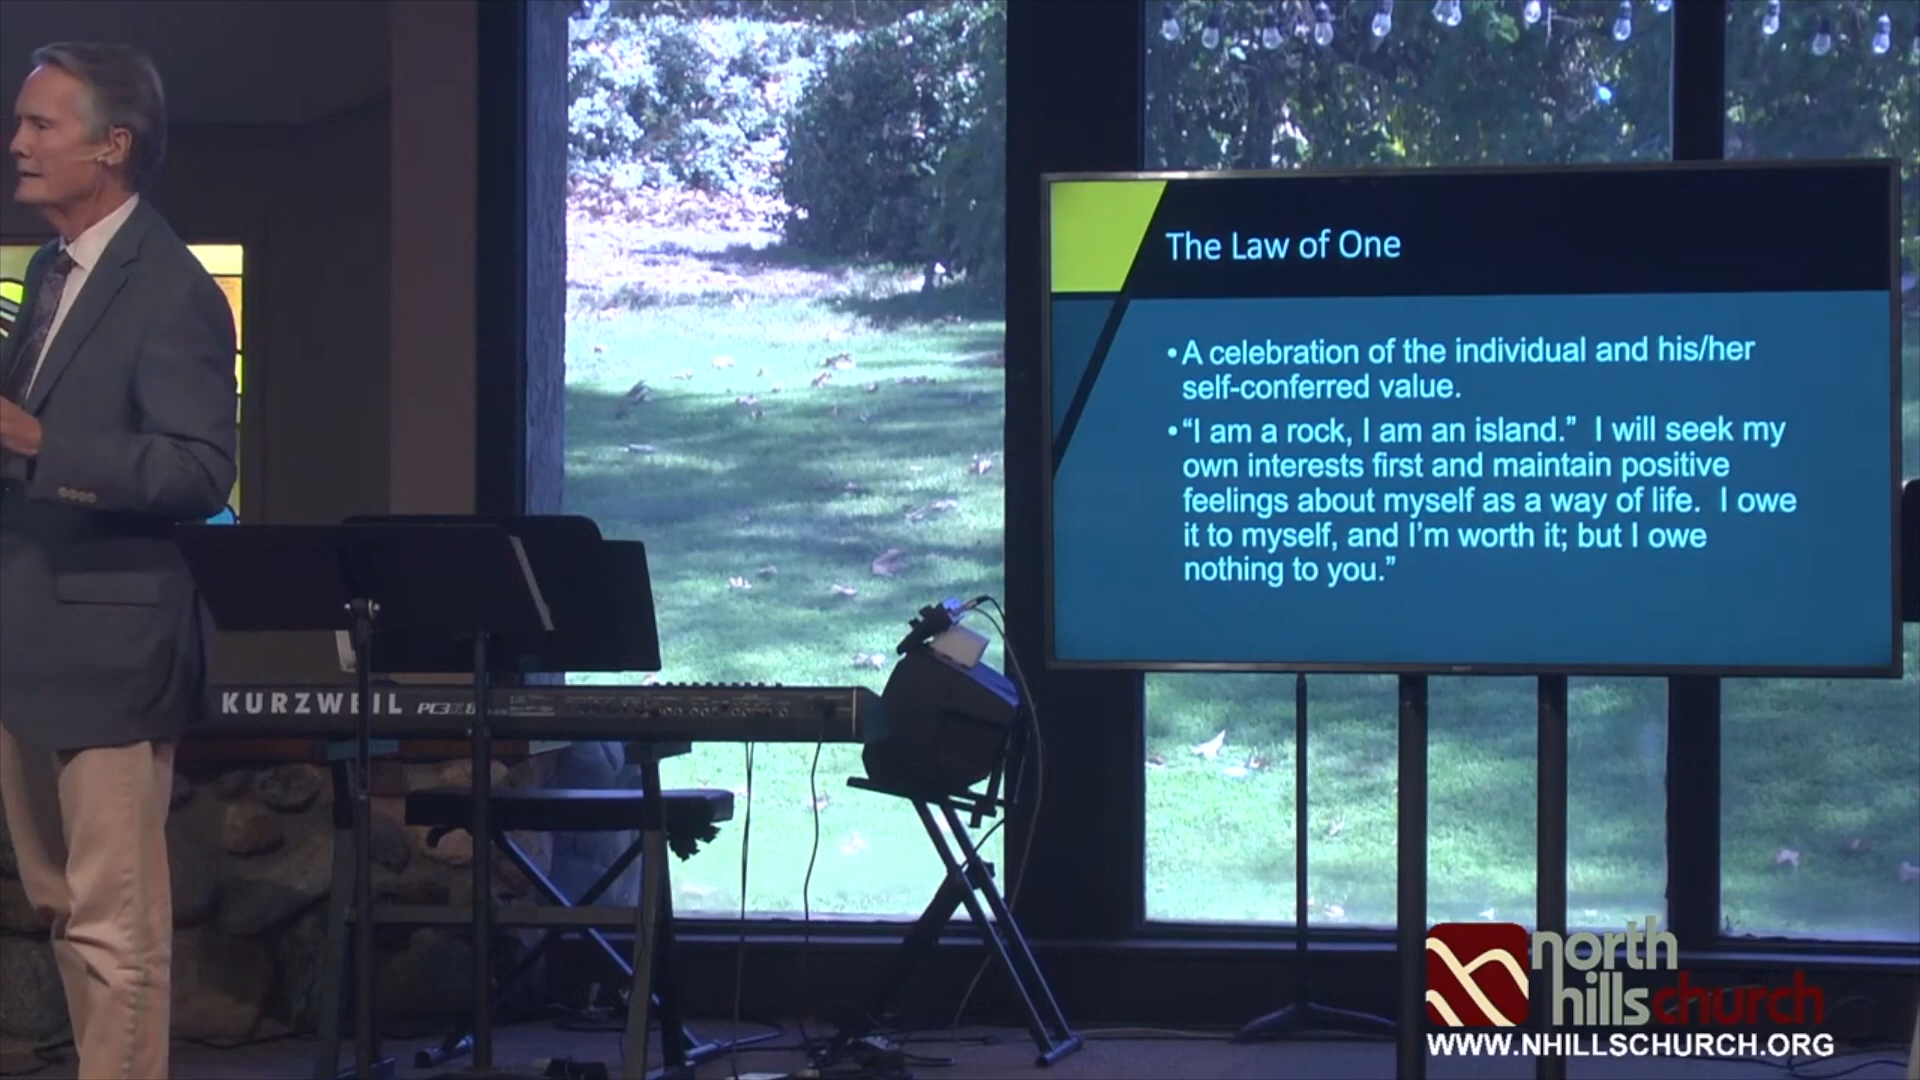 The Law of One
•A celebration of the individual and his/her
self-conferred value.
•“I am a rock, I am an island.”  I will seek my
own interests first and maintain positive
feelings about myself as a way of life.  I owe
it to myself, and I’m worth it; but I owe
nothing to you.”
KURZWEIL PC3K8
north
hillschurch
WWW.NHILLSCHURCH.ORG